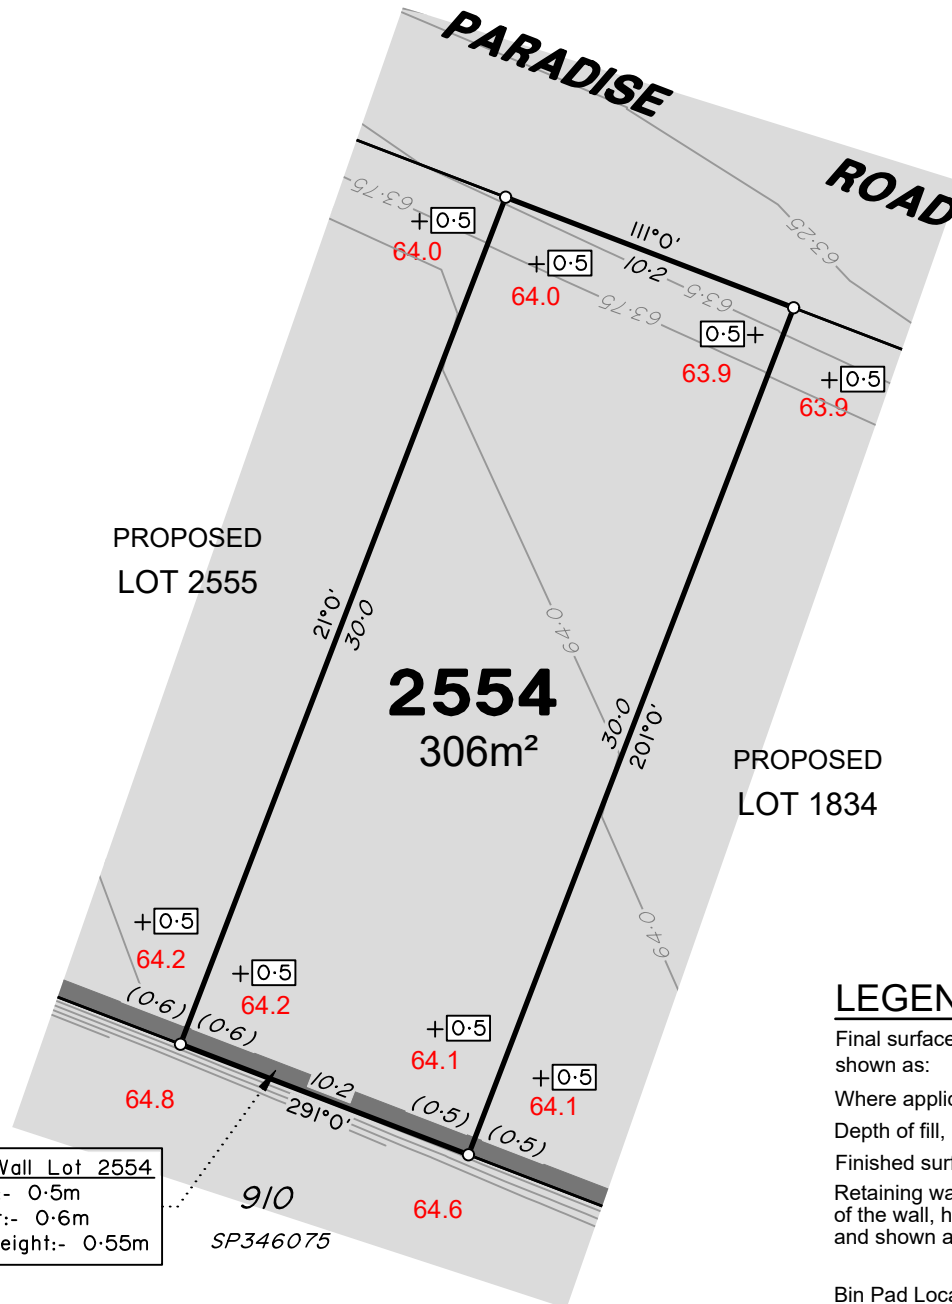 PARADISE
ROAD
63·75
63·25
+0·5
64.0
+0·5
64.0
111°0'
10·2
63·5
63·75
0·5+
63.9
+0·5
63.9
PROPOSED
LOT 2555
21°0'
30·0
64·0
2554
306m²
30·0
201°0'
PROPOSED
LOT 1834
64·0
+0·5
64.2
+0·5
64.2
(0·6)
(0·6)
+0·5
64.1
+0·5
64.1
10·2
291°0'
(0·5)
(0·5)
64.8
64.6
910
SP346075
Wall Lot 2554
- 0·5m
:- 0·6m
eight:- 0·55m
LEGEN
Final surface
shown as:
Where applic
Depth of fill,
Finished surf
Retaining wa
of the wall, h
and shown a
Bin Pad Loca